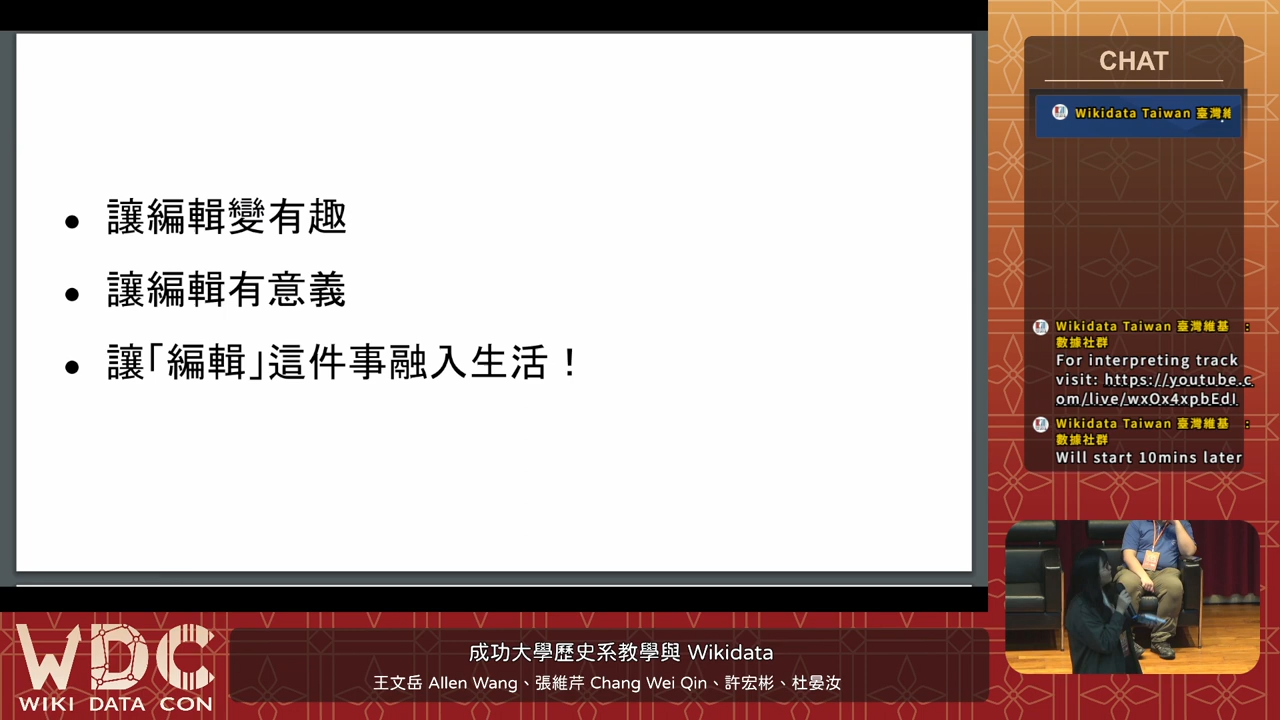 讓編輯變有趣
讓編輯有意義
讓「編輯」這件事融入生活！
CHAT
Wikidata Taiwan 臺灣維
Wikidata Taiwan 臺灣維基 :
數據社群
For interpreting track
visit: https://youtube.c
om/live/wxOx4xpbEdI
Wikidata Taiwan 臺灣維基 :
數據社群
Will start 10mins later
WDC
WIKI DATA CON
成功大學歷史系教學與 Wikidata
王文岳 Allen Wang、張維芹 Chang Wei Qin、許宏彬、杜晏汝